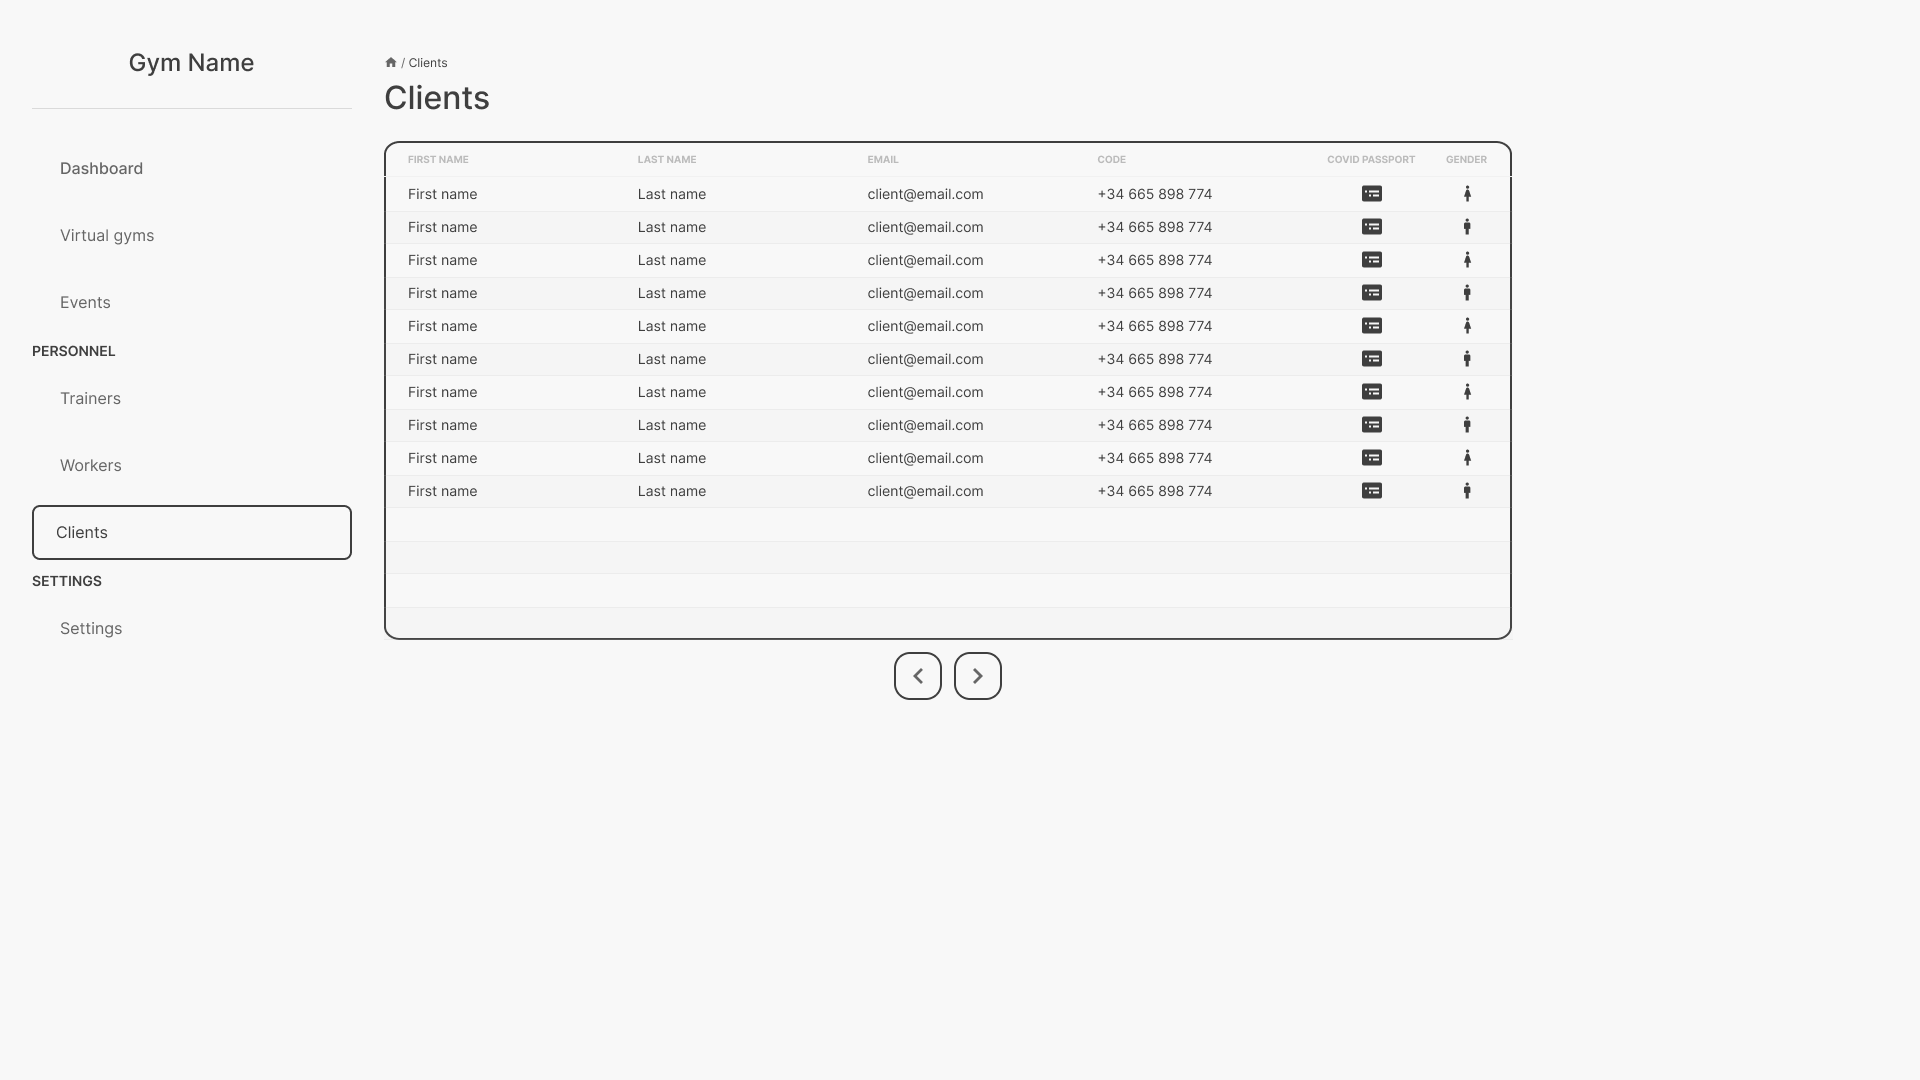 Gym Name
Dashboard
Virtual gyms
Events
PERSONNEL
Trainers
Workers
Clients
SETTINGS
Settings
/ Clients
Clients
FIRST NAME LAST NAME EMAIL CODE COVID PASSPORT GENDER
First name Last name client@email.com +34 665 898 774
First name Last name client@email.com +34 665 898 774
First name Last name client@email.com +34 665 898 774
First name Last name client@email.com +34 665 898 774
First name Last name client@email.com +34 665 898 774
First name Last name client@email.com +34 665 898 774
First name Last name client@email.com +34 665 898 774
First name Last name client@email.com +34 665 898 774
First name Last name client@email.com +34 665 898 774
First name Last name client@email.com +34 665 898 774